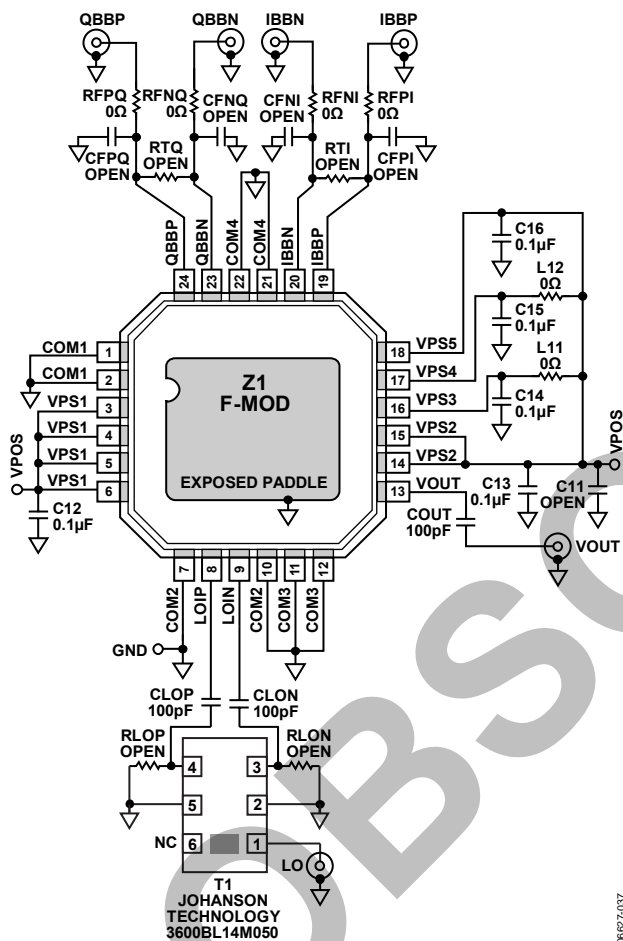 QBBP QBBN IBBN IBBP
RFPQ 0Ω
RFNQ 0Ω
CFNQ OPEN
CFNI OPEN
RFNI 0Ω
RFPI 0Ω
CFPQ OPEN
RTQ OPEN
RTI OPEN
CFPI OPEN
QBBP QBBN COM4 COM4 IBBN IBBP
24 23 22 21 20 19
C16 0.1µF
L12 0Ω
C15 0.1µF
L11 0Ω
C14 0.1µF
COM1 1
COM1 2
VPS1 3
VPS1 4
VPS1 5
VPS1 6
VPOS
C12 0.1µF
Z1
F-MOD
EXPOSED PADDLE
18 VPS5
17 VPS4
16 VPS3
15 VPS2
14 VPS2
13 VOUT
VPOS
C13 0.1µF
C11 OPEN
COUT 100pF
VOUT
7 8 9 10 11 12
COM2 LOIP LOIN COM2 COM3 COM3
GND
CLOP 100pF
CLON 100pF
RLOP OPEN
RLON OPEN
4 3
5 2
NC 6 1
LO
T1
JOHANSON
TECHNOLOGY
3600BL14M050
OBSO
06627-037